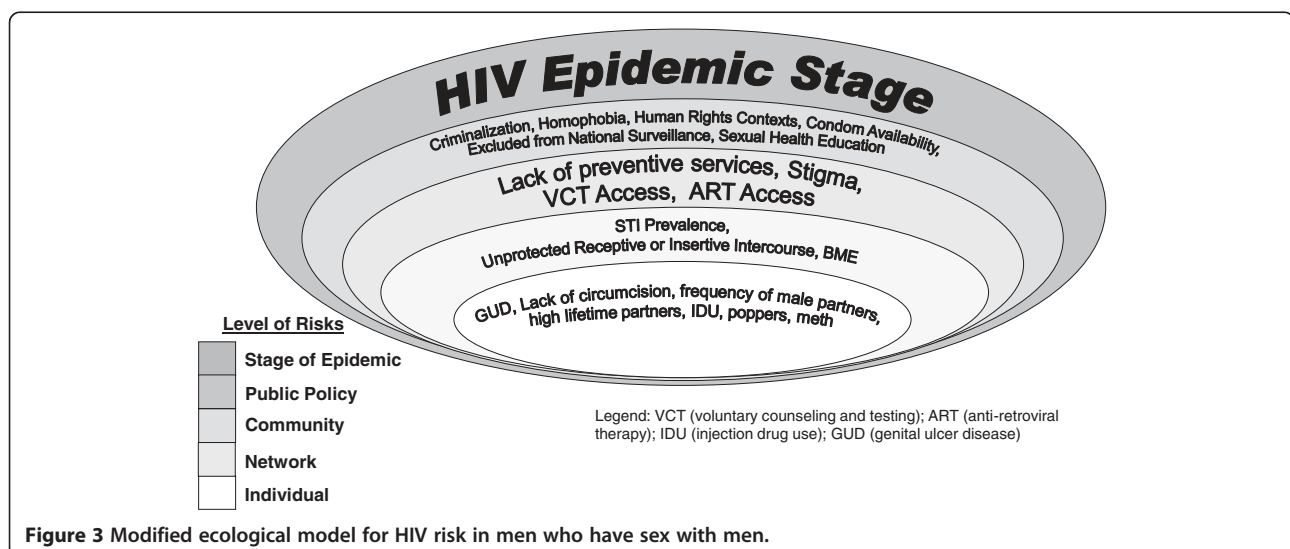 HIV Epidemic Stage
Criminalization, Homophobia, Human Rights Contexts, Condom Availability,
Excluded from National Surveillance, Sexual Health Education
Lack of preventive services, Stigma,
VCT Access, ART Access
STI Prevalence,
Unprotected Receptive or Insertive Intercourse, BME
GUD, Lack of circumcision, frequency of male partners,
high lifetime partners, IDU, poppers, meth
Level of Risks
Stage of Epidemic
Public Policy
Community
Network
Individual
Legend: VCT (voluntary counseling and testing); ART (anti-retroviral
therapy); IDU (injection drug use); GUD (genital ulcer disease)
Figure 3 Modified ecological model for HIV risk in men who have sex with men.